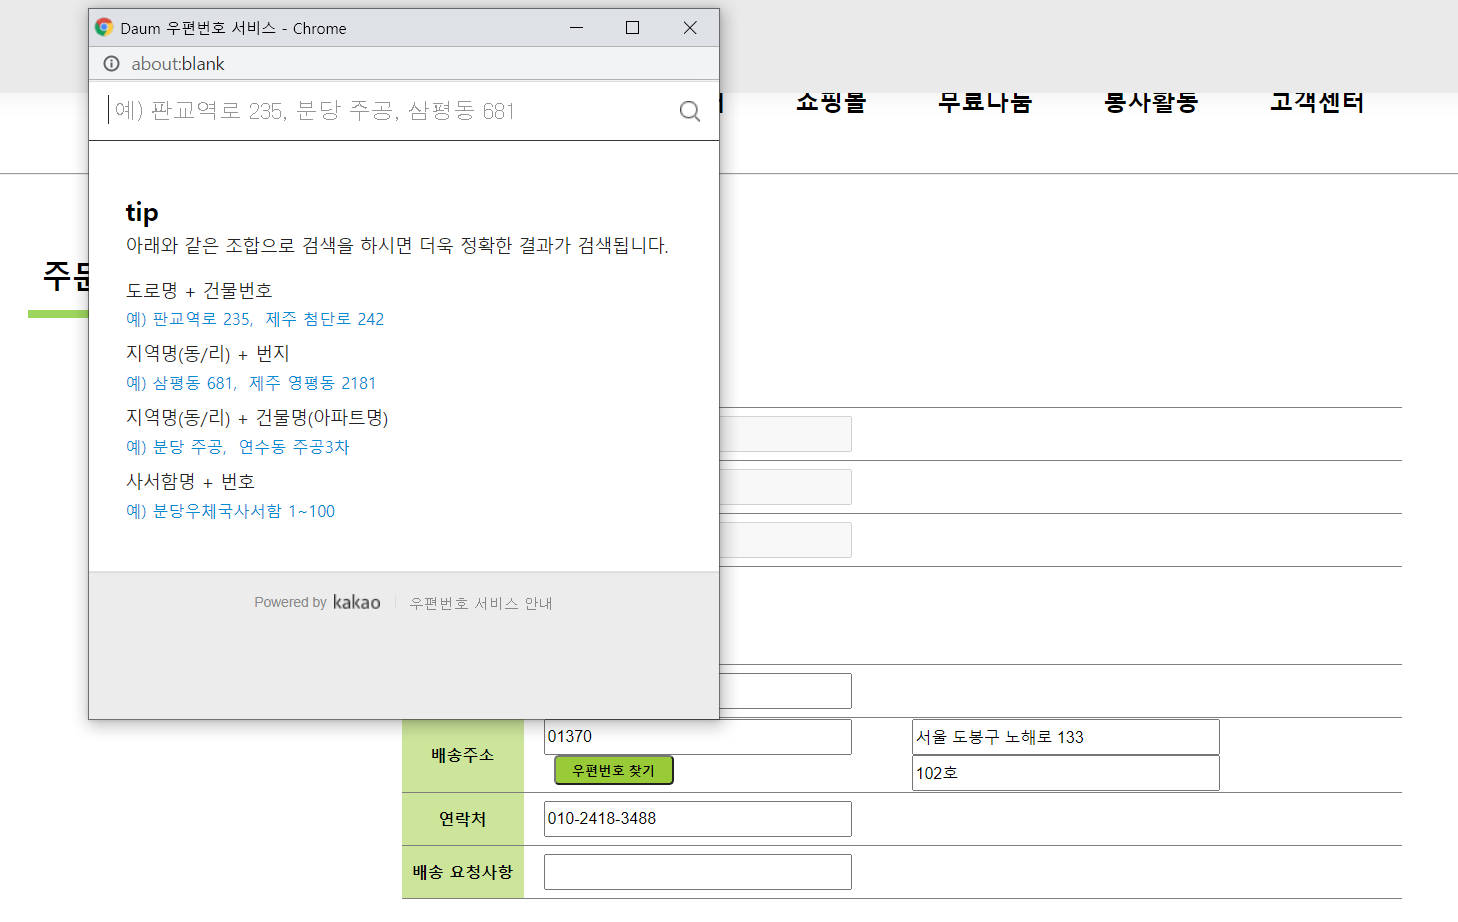 Daum 우편번호 서비스 - Chrome
about:blank
예) 판교역로 235, 분당 주공, 삼평동 681
쇼핑몰 무료나눔 봉사활동 고객센터
tip
아래와 같은 조합으로 검색을 하시면 더욱 정확한 결과가 검색됩니다.
주문
도로명 + 건물번호
예) 판교역로 235, 제주 첨단로 242
지역명(동/리) + 번지
예) 삼평동 681, 제주 영평동 2181
지역명(동/리) + 건물명(아파트명)
예) 분당 주공, 연수동 주공3차
사서함명 + 번호
예) 분당우체국사서함 1~100
Powered by kakao 우편번호 서비스 안내
배송주소
01370
서울 도봉구 노해로 133
우편번호 찾기
102호
연락처
010-2418-3488
배송 요청사항